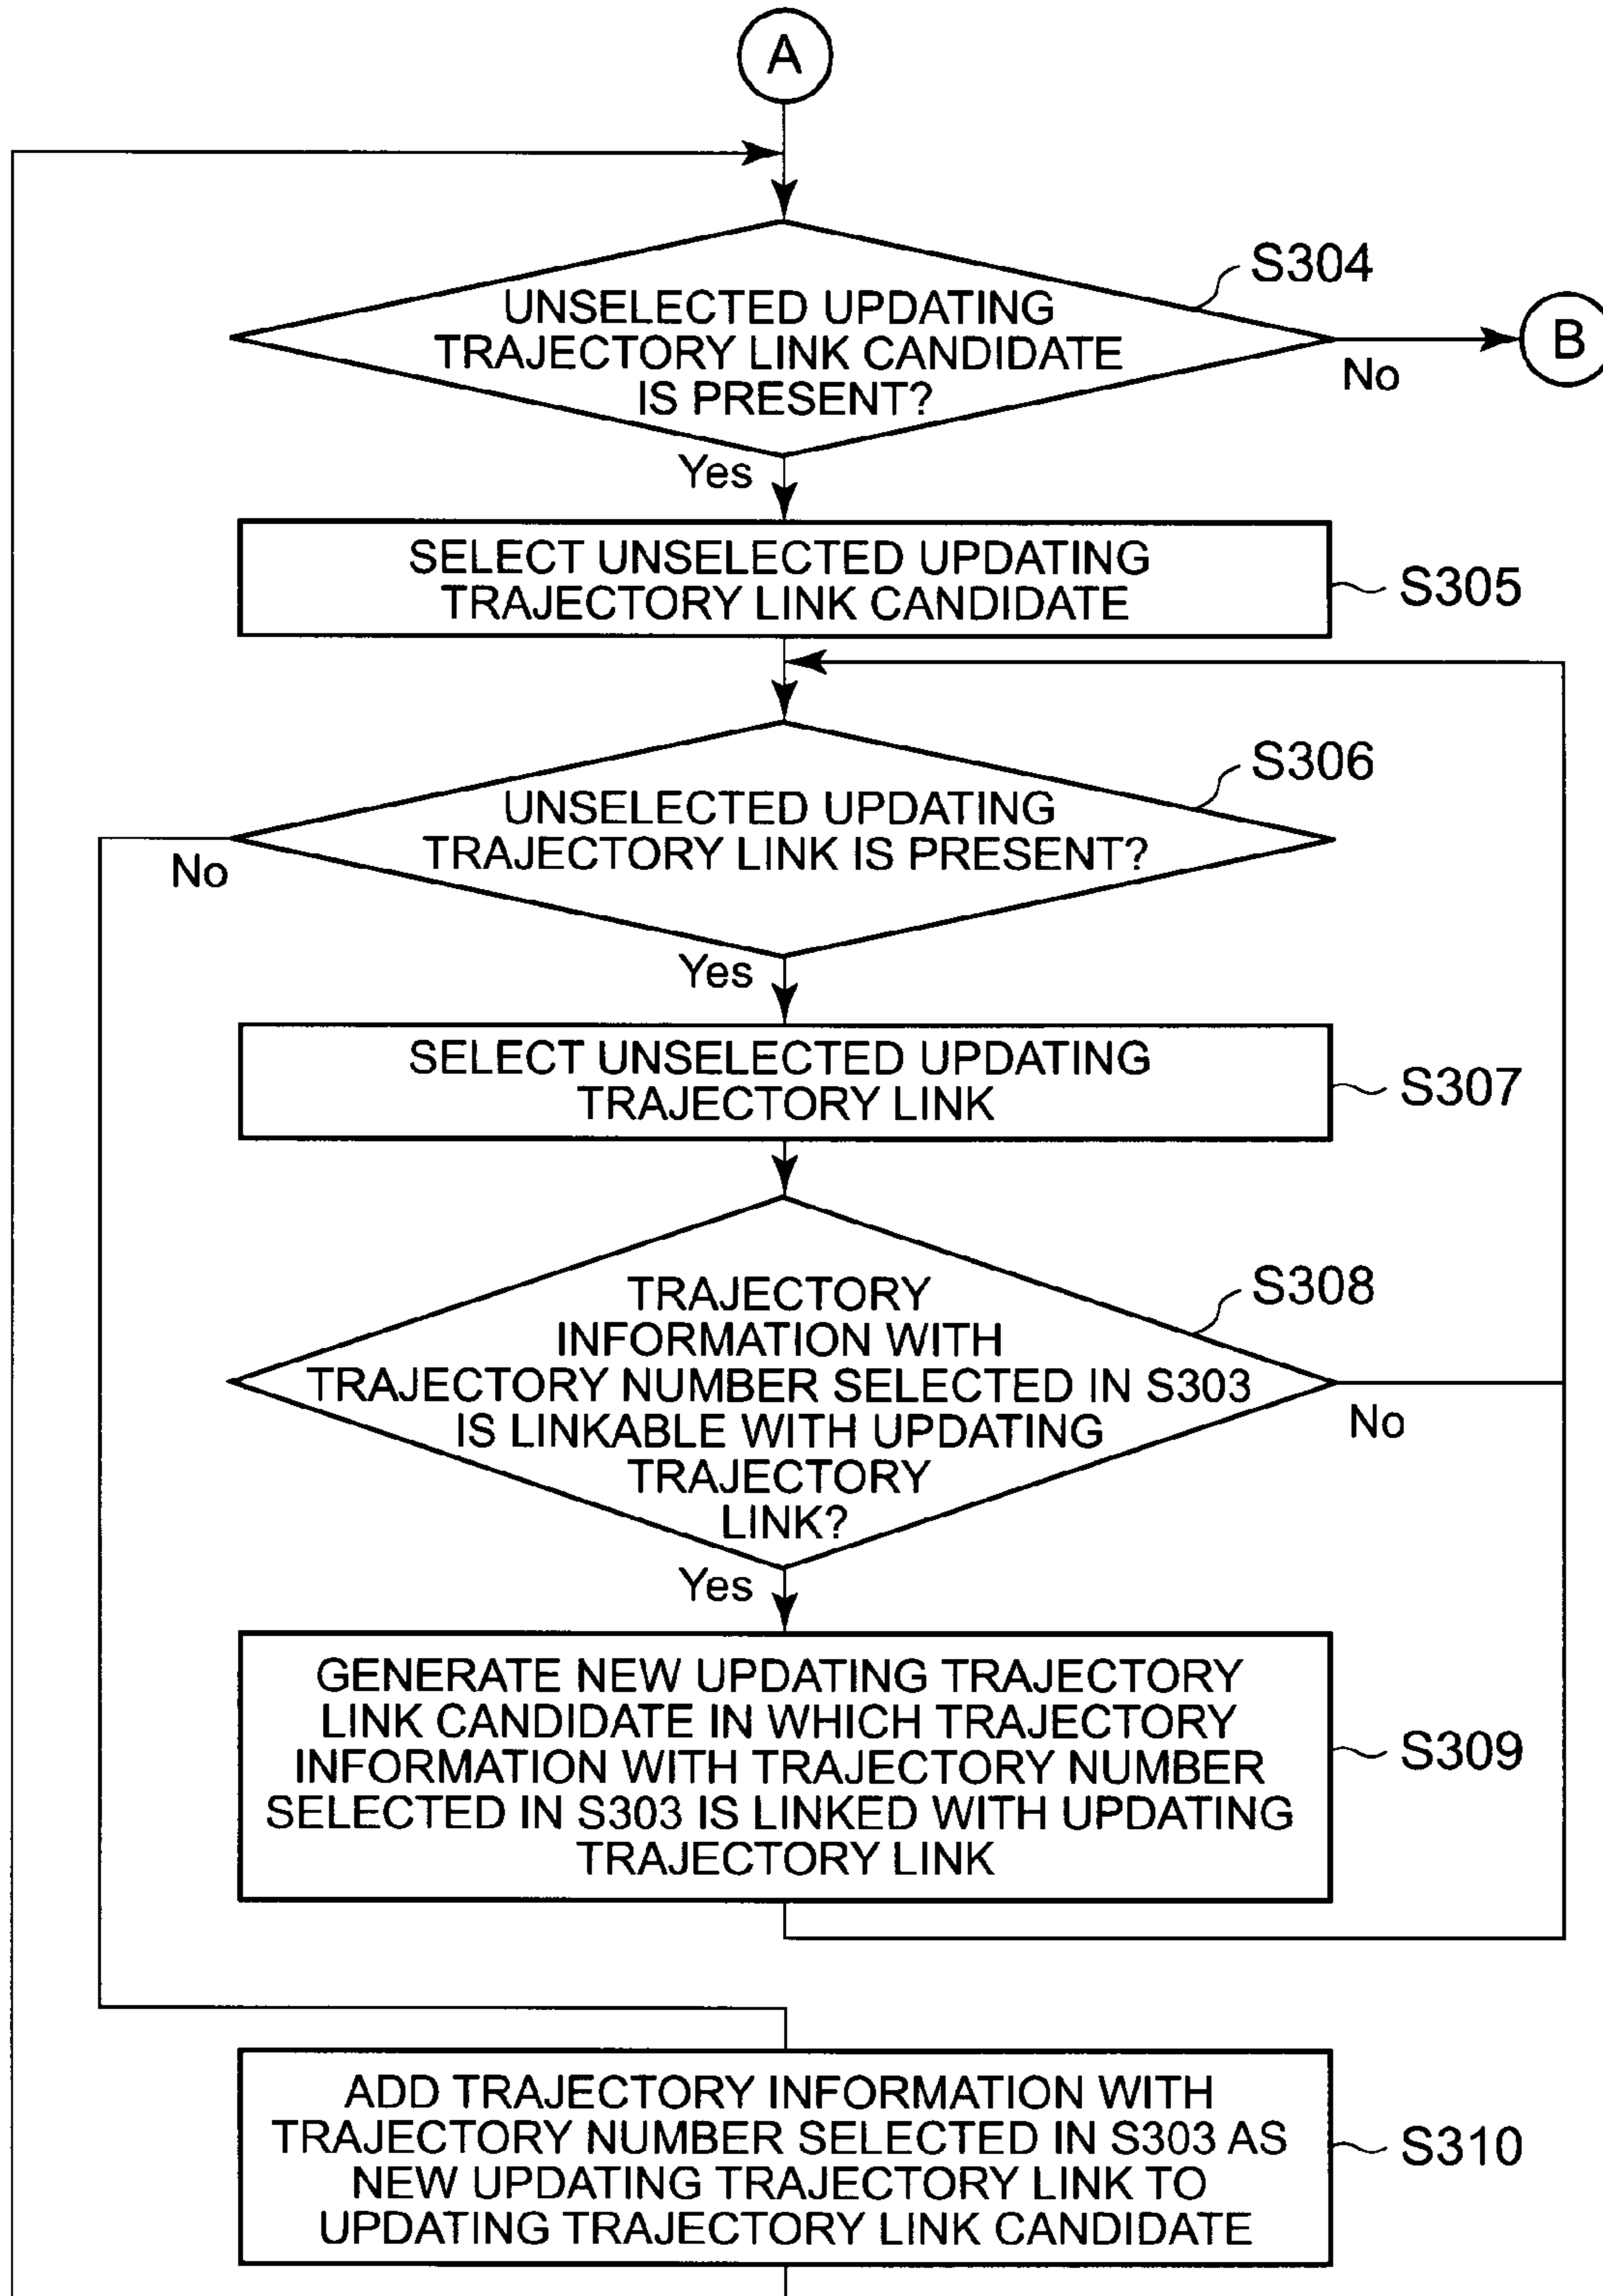 A
S304
UNSELECTED UPDATING
TRAJECTORY LINK CANDIDATE
IS PRESENT?
No
B
Yes
SELECT UNSELECTED UPDATING
TRAJECTORY LINK CANDIDATE
S305
S306
UNSELECTED UPDATING
TRAJECTORY LINK IS PRESENT?
No
Yes
SELECT UNSELECTED UPDATING
TRAJECTORY LINK
S307
S308
TRAJECTORY
INFORMATION WITH
TRAJECTORY NUMBER SELECTED IN S303
IS LINKABLE WITH UPDATING
TRAJECTORY
LINK?
No
Yes
GENERATE NEW UPDATING TRAJECTORY
LINK CANDIDATE IN WHICH TRAJECTORY
INFORMATION WITH TRAJECTORY NUMBER
SELECTED IN S303 IS LINKED WITH UPDATING
TRAJECTORY LINK
S309
ADD TRAJECTORY INFORMATION WITH
TRAJECTORY NUMBER SELECTED IN S303 AS
NEW UPDATING TRAJECTORY LINK TO
UPDATING TRAJECTORY LINK CANDIDATE
S310